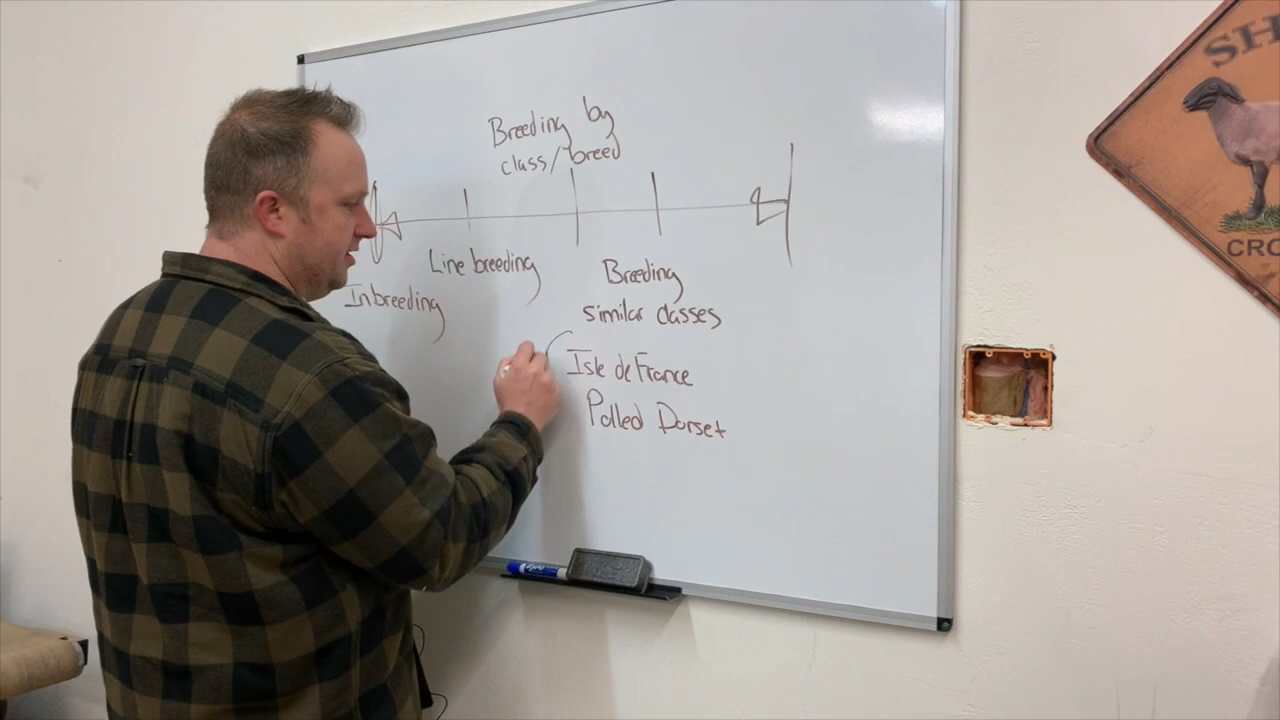 Breeding by
class/breed
Line breeding
Inbreeding
Breeding
similar classes
Isle de France
Polled Dorset
SH
CRO